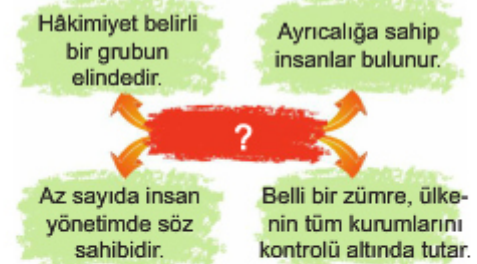 Hâkimiyet belirli
bir grubun
elindedir.
Ayrıcalığa sahip
insanlar bulunur.
?
Az sayıda insan
yönetimde söz
sahibidir.
Belli bir zümre, ülke-
nin tüm kurumlarını
kontrolü altında tutar.